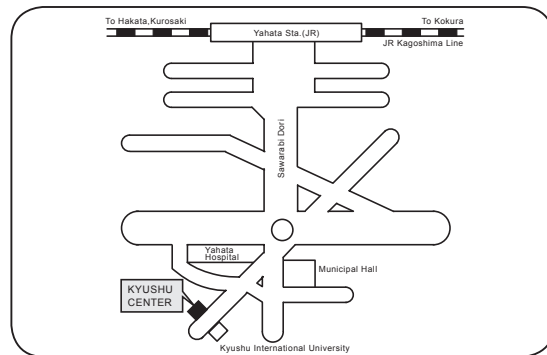 To Hakata,Kurosaki
To Kokura
Yahata Sta.(JR)
JR Kagoshima Line
Sawarabi Dori
Yahata
Hospital
Municipal Hall
KYUSHU
CENTER
Kyushu International University